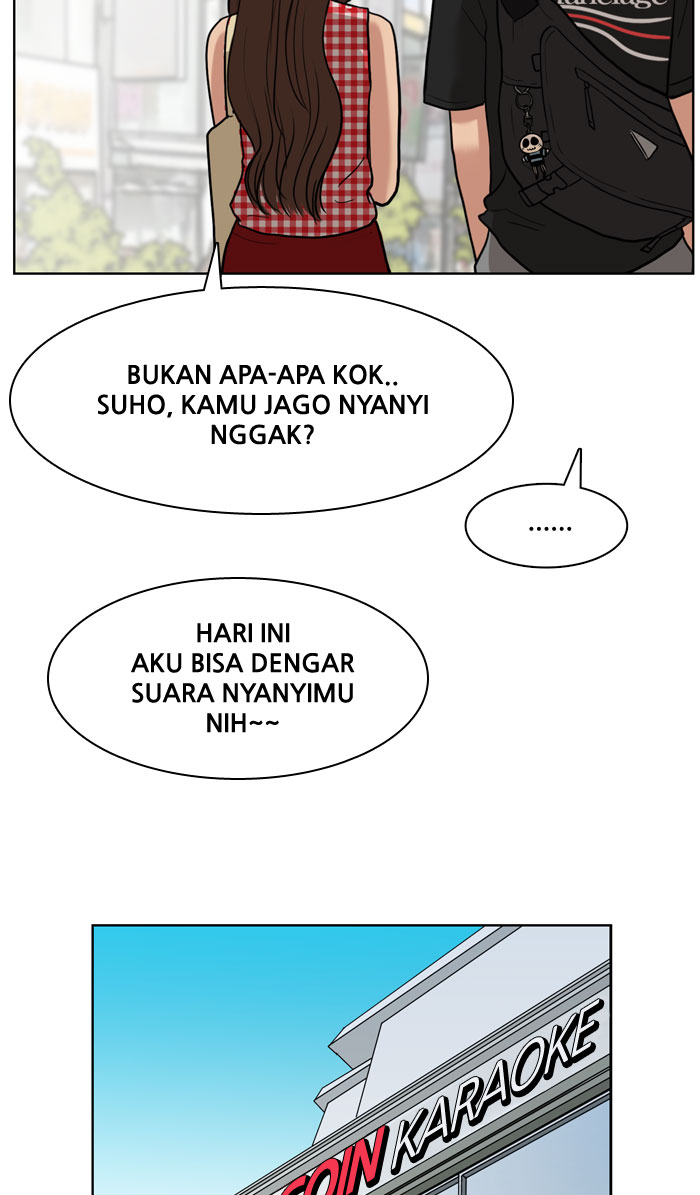 BUKAN APA-APA KOK..
SUHO, KAMU JAGO NYANYI
NGGAK?
......
HARI INI
AKU BISA DENGAR
SUARA NYANYIMU
NIH~~
COIN KARAOKE